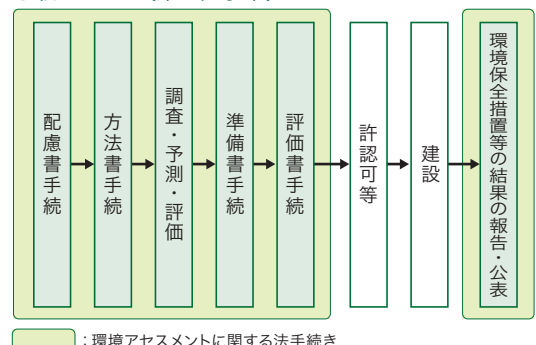 配慮書手続
方法書手続
調査・予測・評価
準備書手続
評価書手続
許認可等
建設
環境保全措置等の結果の報告・公表
：環境アセスメントに関する法手続き